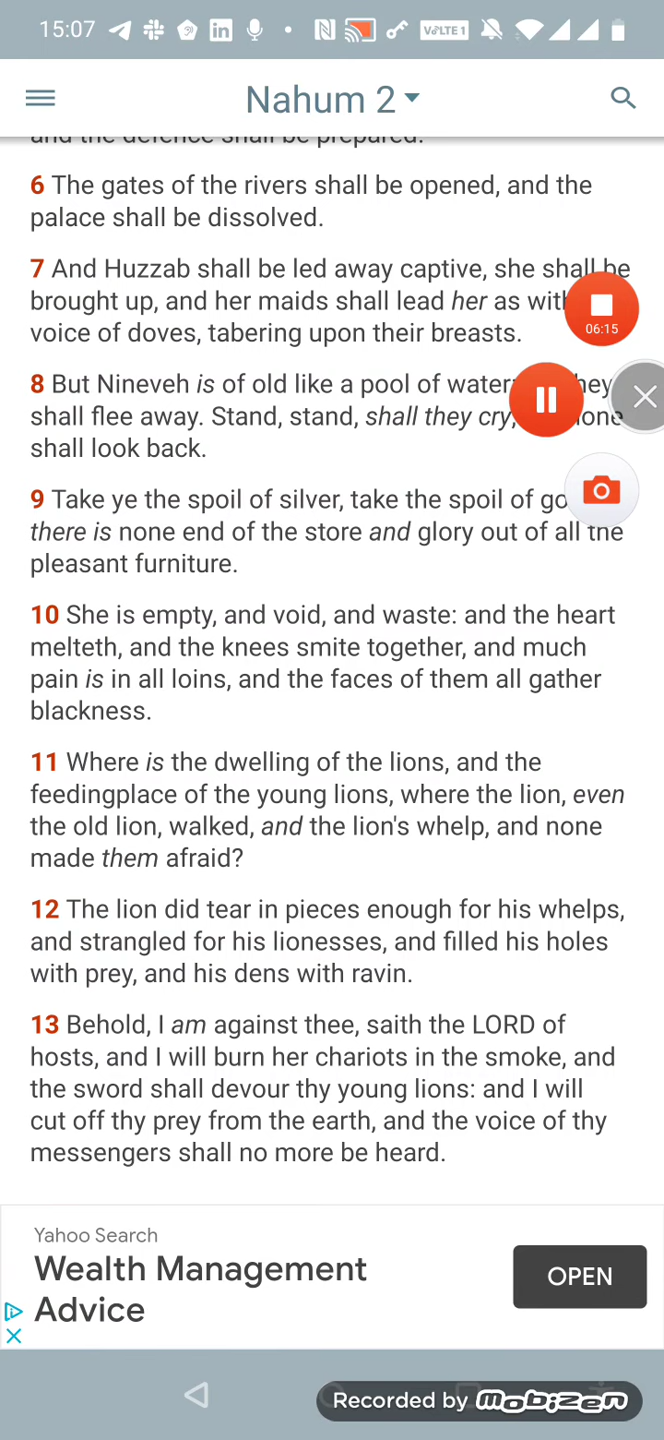 15:07 VoLTE 1
Nahum 2
and the defence shall be prepared.
6 The gates of the rivers shall be opened, and the
palace shall be dissolved.
7 And Huzzab shall be led away captive, she shall be
brought up, and her maids shall lead her as with
06:15
voice of doves, tabering upon their breasts.
8 But Nineveh is of old like a pool of water hey
shall flee away. Stand, stand, shall they cry, one
shall look back.
9 Take ye the spoil of silver, take the spoil of go
there is none end of the store and glory out of all the
pleasant furniture.
10 She is empty, and void, and waste: and the heart
melteth, and the knees smite together, and much
pain is in all loins, and the faces of them all gather
blackness.
11 Where is the dwelling of the lions, and the
feedingplace of the young lions, where the lion, even
the old lion, walked, and the lion's whelp, and none
made them afraid?
12 The lion did tear in pieces enough for his whelps,
and strangled for his lionesses, and filled his holes
with prey, and his dens with ravin.
13 Behold, I am against thee, saith the LORD of
hosts, and I will burn her chariots in the smoke, and
the sword shall devour thy young lions: and I will
cut off thy prey from the earth, and the voice of thy
messengers shall no more be heard.
Yahoo Search
Wealth Management
Advice
OPEN
Recorded by mobizen